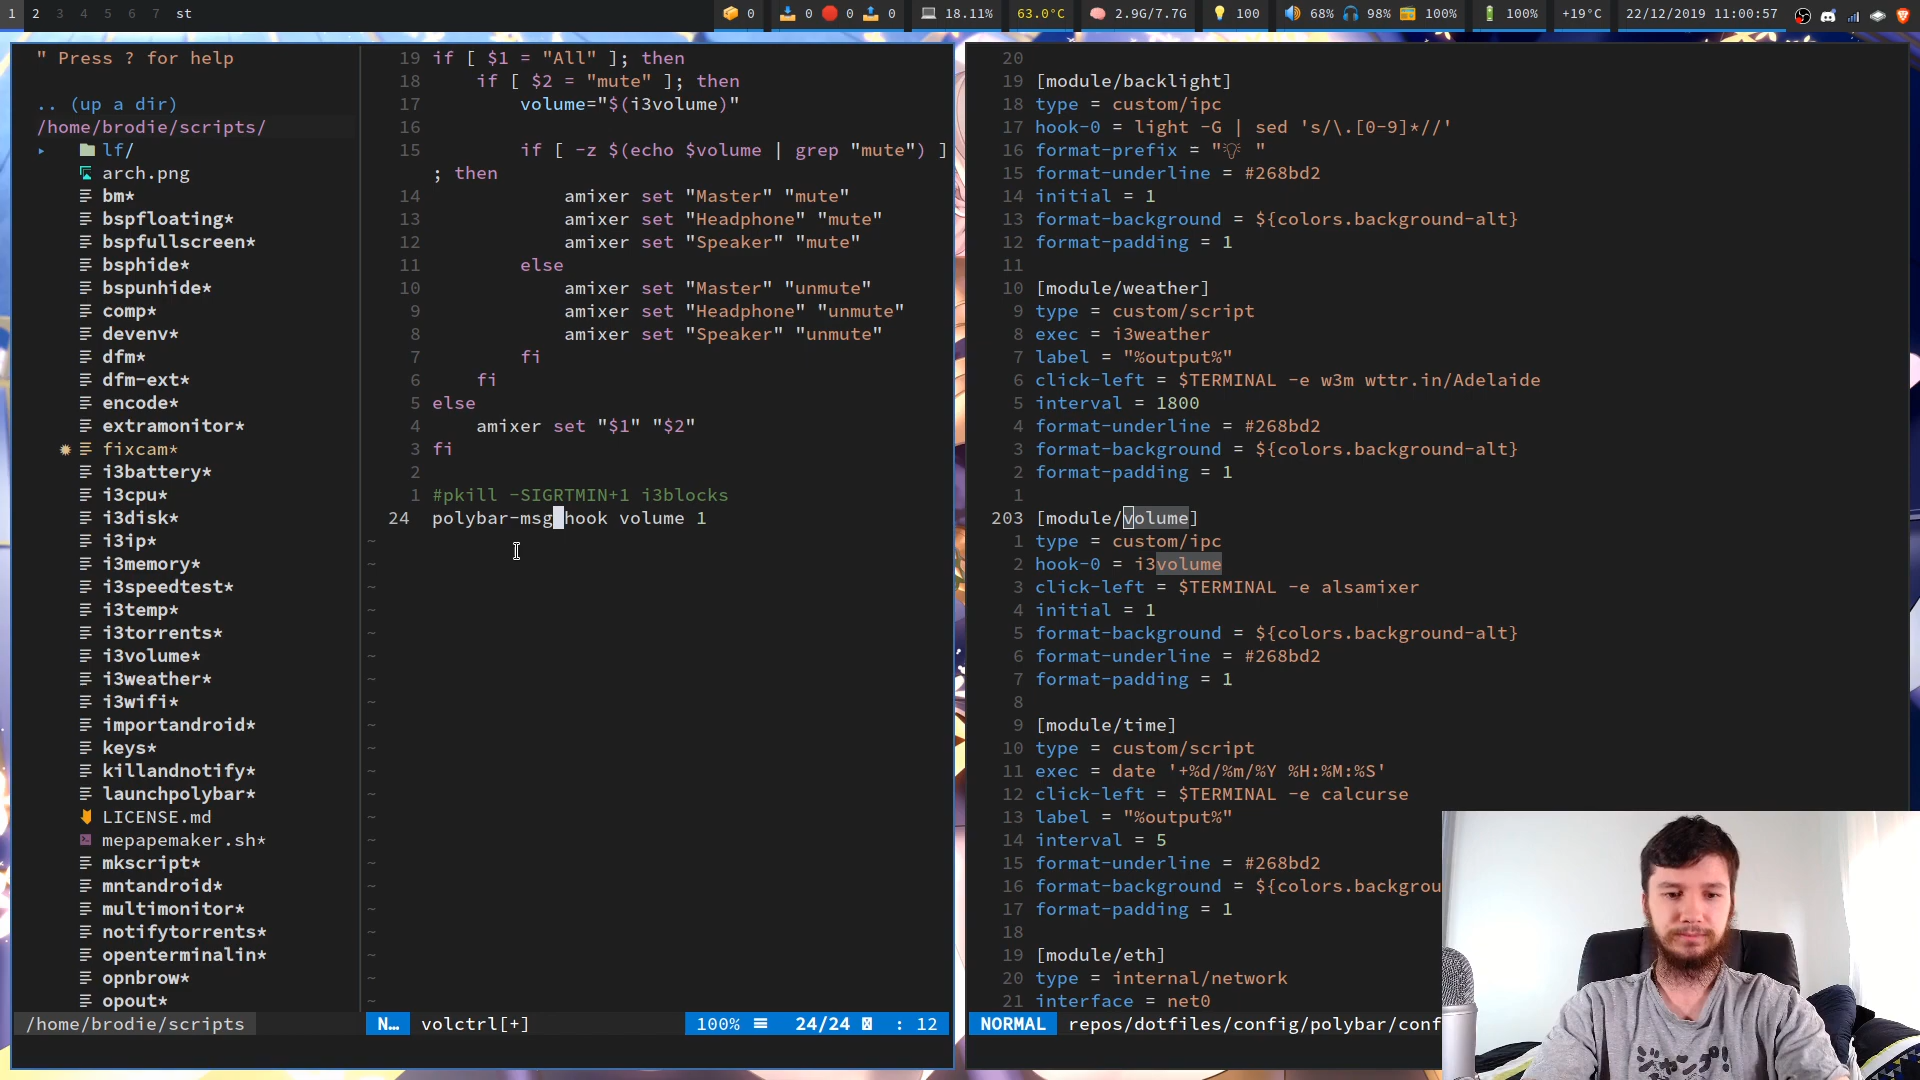 1 2 3 4 5 6 7 st 0 0 0 0 18.11% 63.0°C 2.9G/7.7G 100 68% 98% 100% 100% +19°C 22/12/2019 11:00:57
" Press ? for help
.. (up a dir)
/home/brodie/scripts/
▸ lf/
arch.png
bm*
bspfloating*
bspfullscreen*
bsphide*
bspunhide*
comp*
devenv*
dfm*
dfm-ext*
encode*
extramonitor*
fixcam*
i3battery*
i3cpu*
i3disk*
i3ip*
i3memory*
i3speedtest*
i3temp*
i3torrents*
i3volume*
i3weather*
i3wifi*
importandroid*
keys*
killandnotify*
launchpolybar*
LICENSE.md
mepapemaker.sh*
mkscript*
mntandroid*
multimonitor*
notifytorrents*
openterminalin*
opnbrow*
opout*
/home/brodie/scripts
19 if [ $1 = "All" ]; then
18 if [ $2 = "mute" ]; then
17 volume="$(i3volume)"
16
15 if [ -z $(echo $volume | grep "mute") ]
; then
14 amixer set "Master" "mute"
13 amixer set "Headphone" "mute"
12 amixer set "Speaker" "mute"
11 else
10 amixer set "Master" "unmute"
9 amixer set "Headphone" "unmute"
8 amixer set "Speaker" "unmute"
7 fi
6 fi
5 else
4 amixer set "$1" "$2"
3 fi
2
1 #pkill -SIGRTMIN+1 i3blocks
24 polybar-msg hook volume 1
N... volctrl[+] 100% 24/24 : 12
20
19 [module/backlight]
18 type = custom/ipc
17 hook-0 = light -G | sed 's/\.[0-9]*//'
16 format-prefix = " "
15 format-underline = #268bd2
14 initial = 1
13 format-background = ${colors.background-alt}
12 format-padding = 1
11
10 [module/weather]
9 type = custom/script
8 exec = i3weather
7 label = "%output%"
6 click-left = $TERMINAL -e w3m wttr.in/Adelaide
5 interval = 1800
4 format-underline = #268bd2
3 format-background = ${colors.background-alt}
2 format-padding = 1
1
203 [module/volume]
1 type = custom/ipc
2 hook-0 = i3volume
3 click-left = $TERMINAL -e alsamixer
4 initial = 1
5 format-background = ${colors.background-alt}
6 format-underline = #268bd2
7 format-padding = 1
8
9 [module/time]
10 type = custom/script
11 exec = date '+%d/%m/%Y %H:%M:%S'
12 click-left = $TERMINAL -e calcurse
13 label = "%output%"
14 interval = 5
15 format-underline = #268bd2
16 format-background = ${colors.backgrou
17 format-padding = 1
18
19 [module/eth]
20 type = internal/network
21 interface = net0
NORMAL repos/dotfiles/config/polybar/conf
ジャンプ!